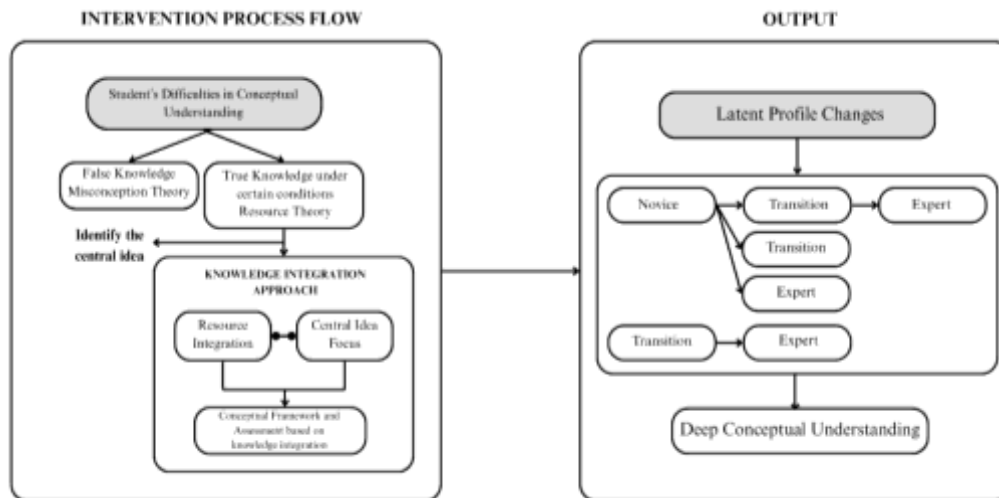 INTERVENTION PROCESS FLOW
Student's Difficulties in Conceptual
Understanding
False Knowledge
Misconception Theory
True Knowledge under
certain conditions
Resource Theory
Identify the
central idea
KNOWLEDGE INTEGRATION
APPROACH
Resource
Integration
Central Idea
Focus
Conceptual Framework and
Assessment based on
knowledge integration
OUTPUT
Latent Profile Changes
Novice
Transition
Expert
Transition
Expert
Transition
Expert
Deep Conceptual Understanding